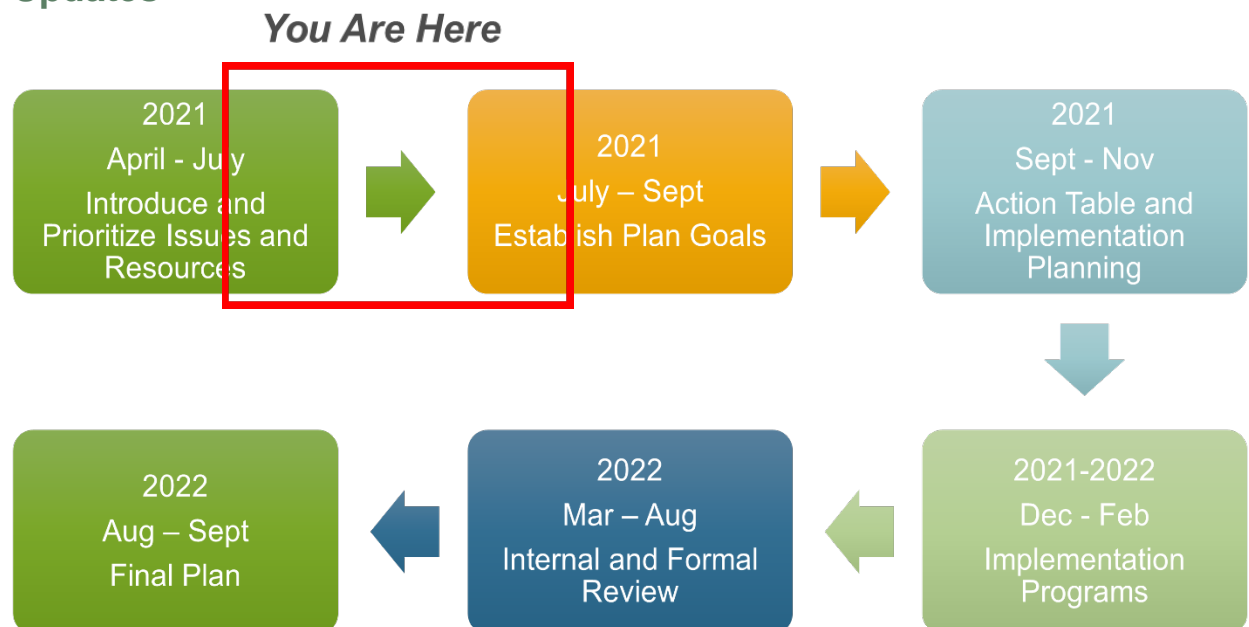 Updates
You Are Here
2021
April - July
Introduce and
Prioritize Issues and
Resources
2021
July – Sept
Establish Plan Goals
2021
Sept - Nov
Action Table and
Implementation
Planning
2022
Aug – Sept
Final Plan
2022
Mar – Aug
Internal and Formal
Review
2021-2022
Dec - Feb
Implementation
Programs